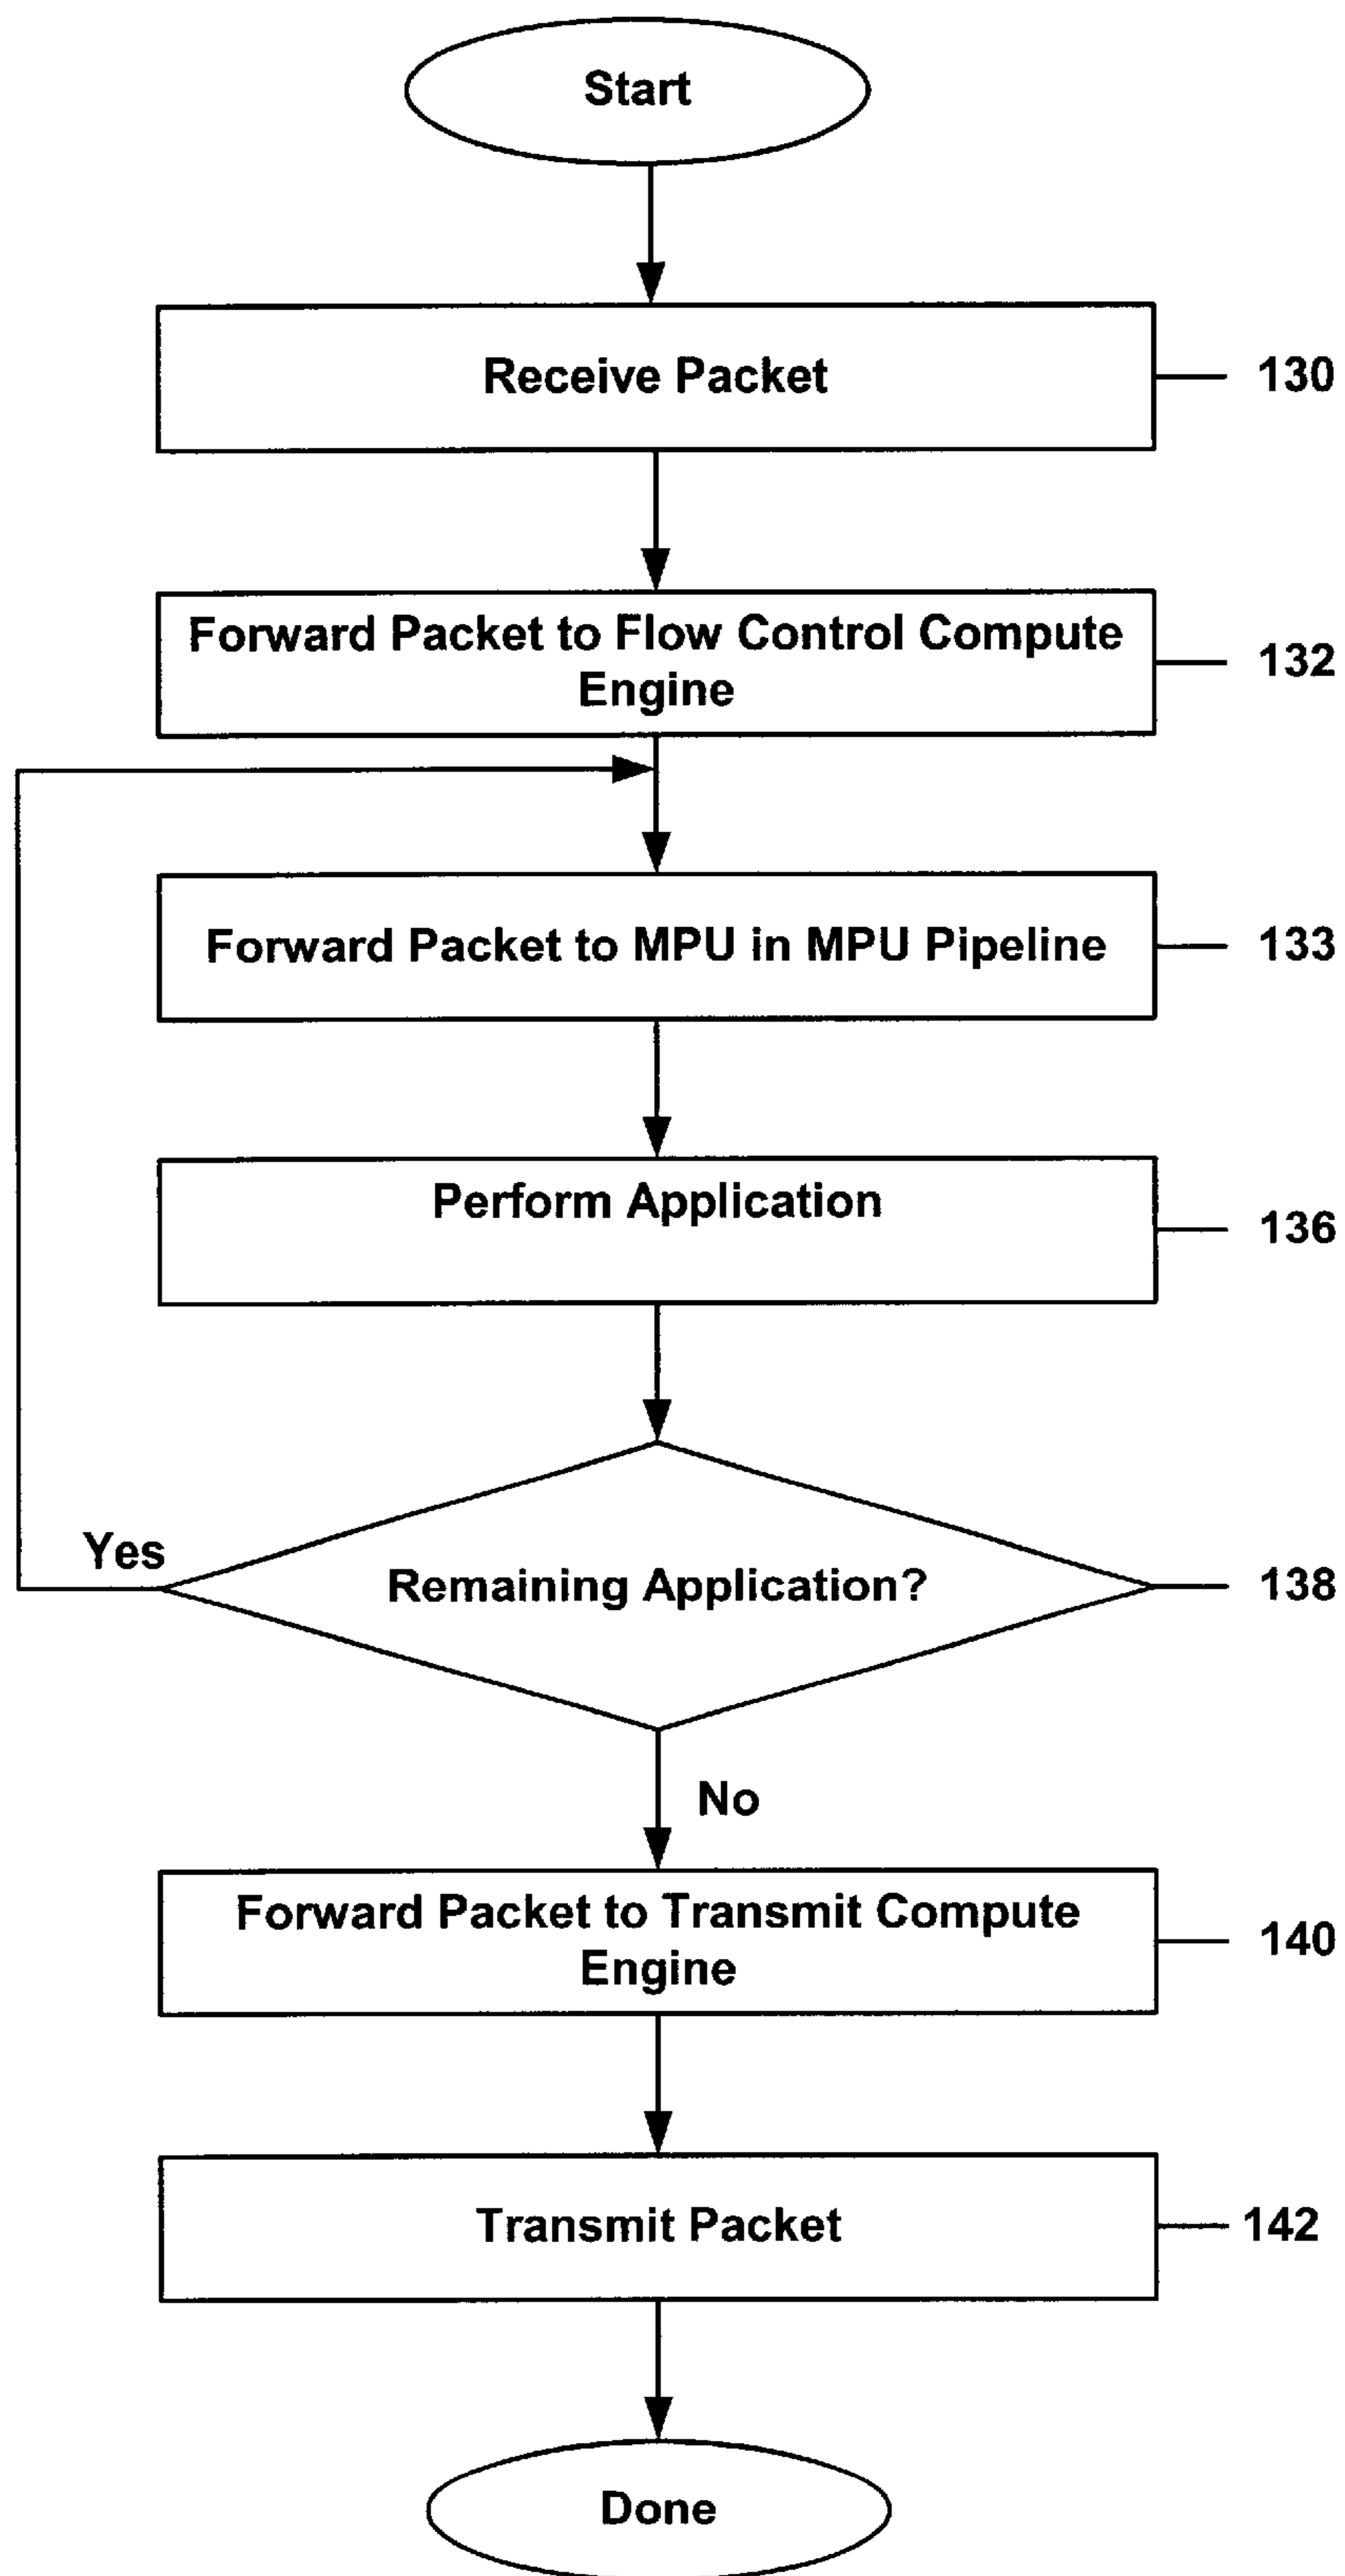 Start
Receive Packet
130
Forward Packet to Flow Control Compute
Engine
132
Forward Packet to MPU in MPU Pipeline
133
Perform Application
136
Yes
Remaining Application?
138
No
Forward Packet to Transmit Compute
Engine
140
Transmit Packet
142
Done